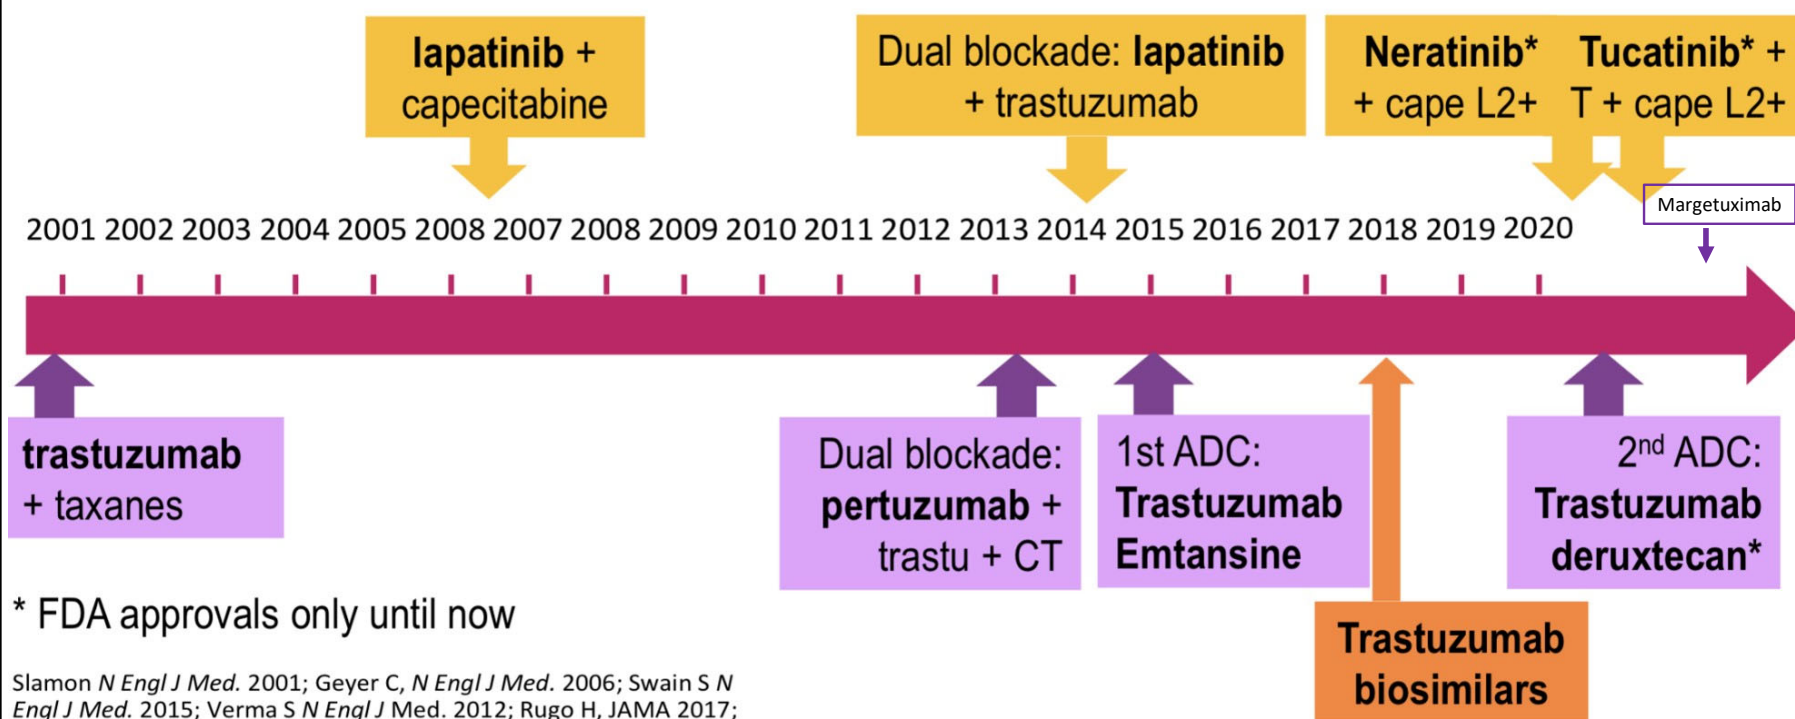 lapatinib +
capecitabine
Dual blockade: lapatinib
+ trastuzumab
Neratinib*
+ cape L2+
Tucatinib* +
T + cape L2+
Margetuximab
2001 2002 2003 2004 2005 2008 2007 2008 2009 2010 2011 2012 2013 2014 2015 2016 2017 2018 2019 2020
trastuzumab
+ taxanes
Dual blockade:
pertuzumab +
trastu + CT
1st ADC:
Trastuzumab
Emtansine
2nd ADC:
Trastuzumab
deruxtecan*
Trastuzumab
biosimilars
* FDA approvals only until now
Slamon N Engl J Med. 2001; Geyer C, N Engl J Med. 2006; Swain S N
Engl J Med. 2015; Verma S N Engl J Med. 2012; Rugo H, JAMA 2017;